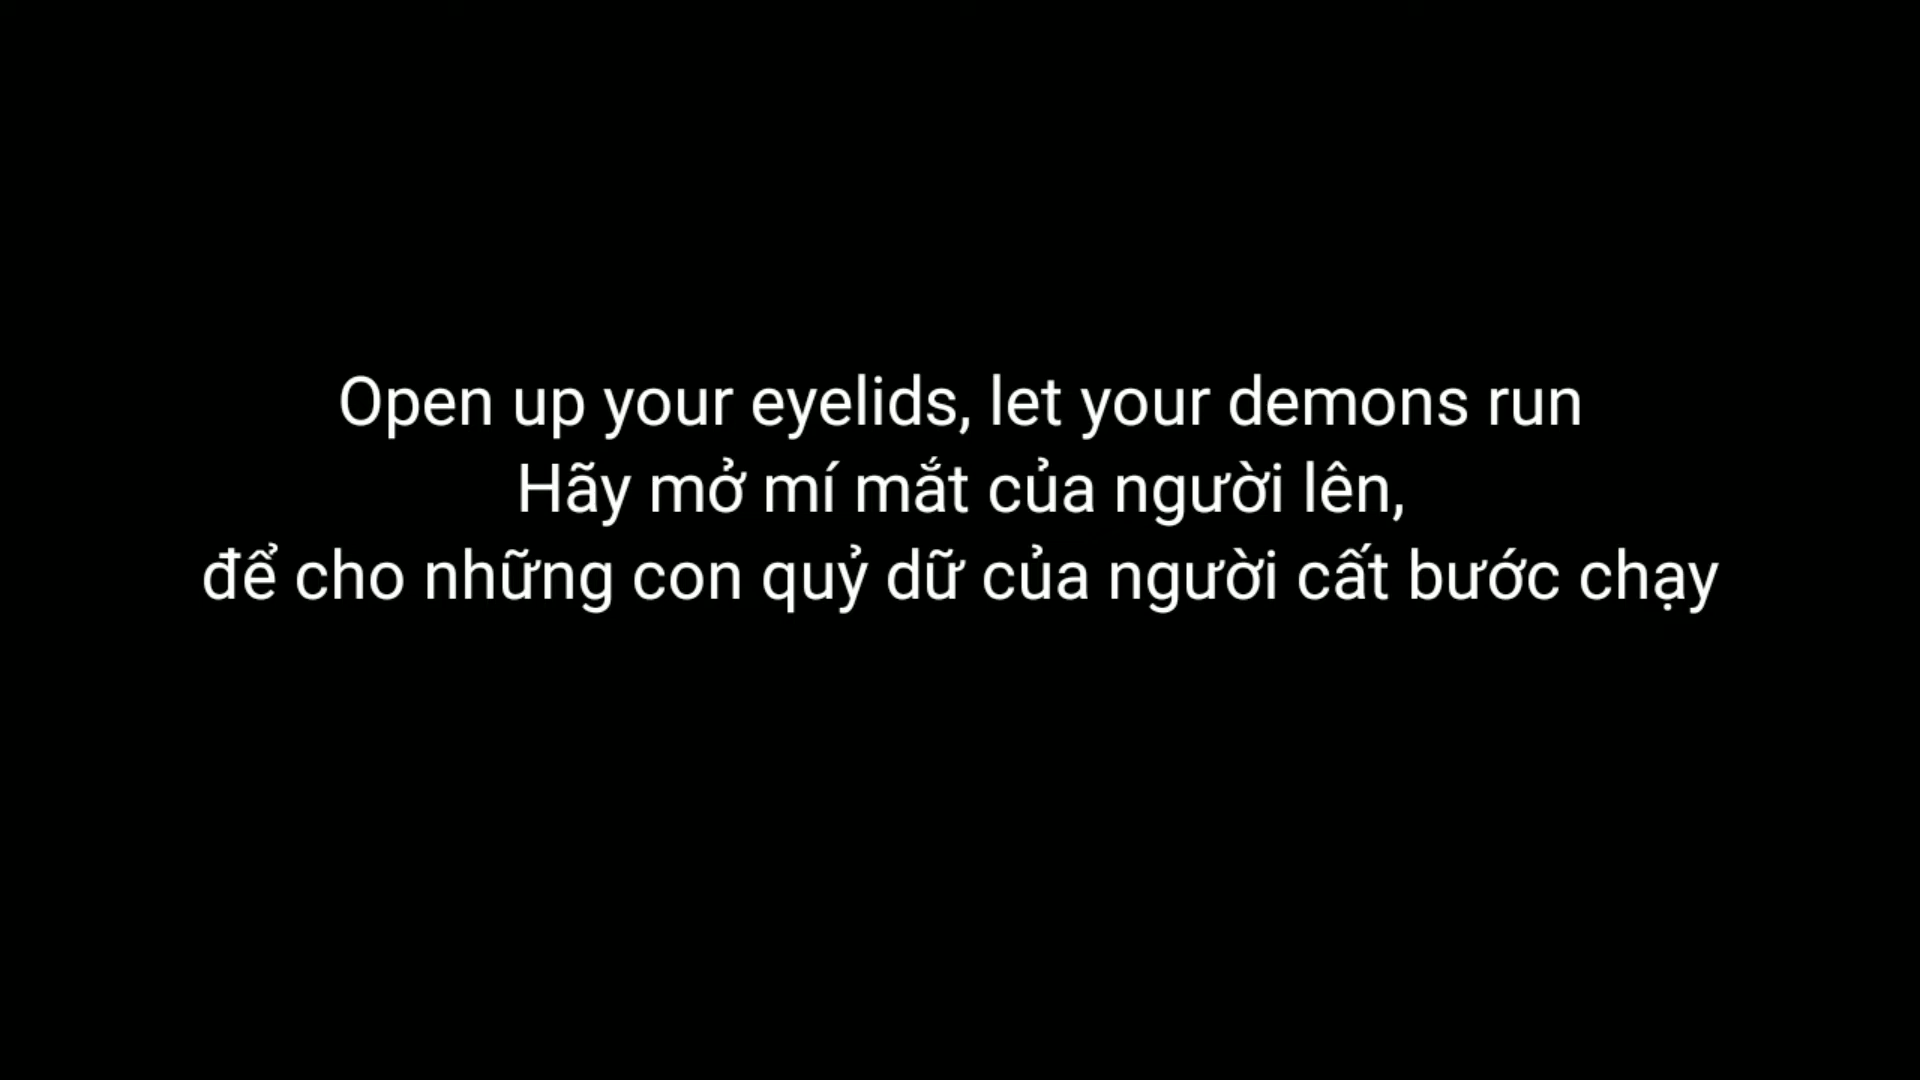 Open up your eyelids, let your demons run
Hãy mở mí mắt của người lên,
để cho những con quỷ dữ của người cất bước chạy